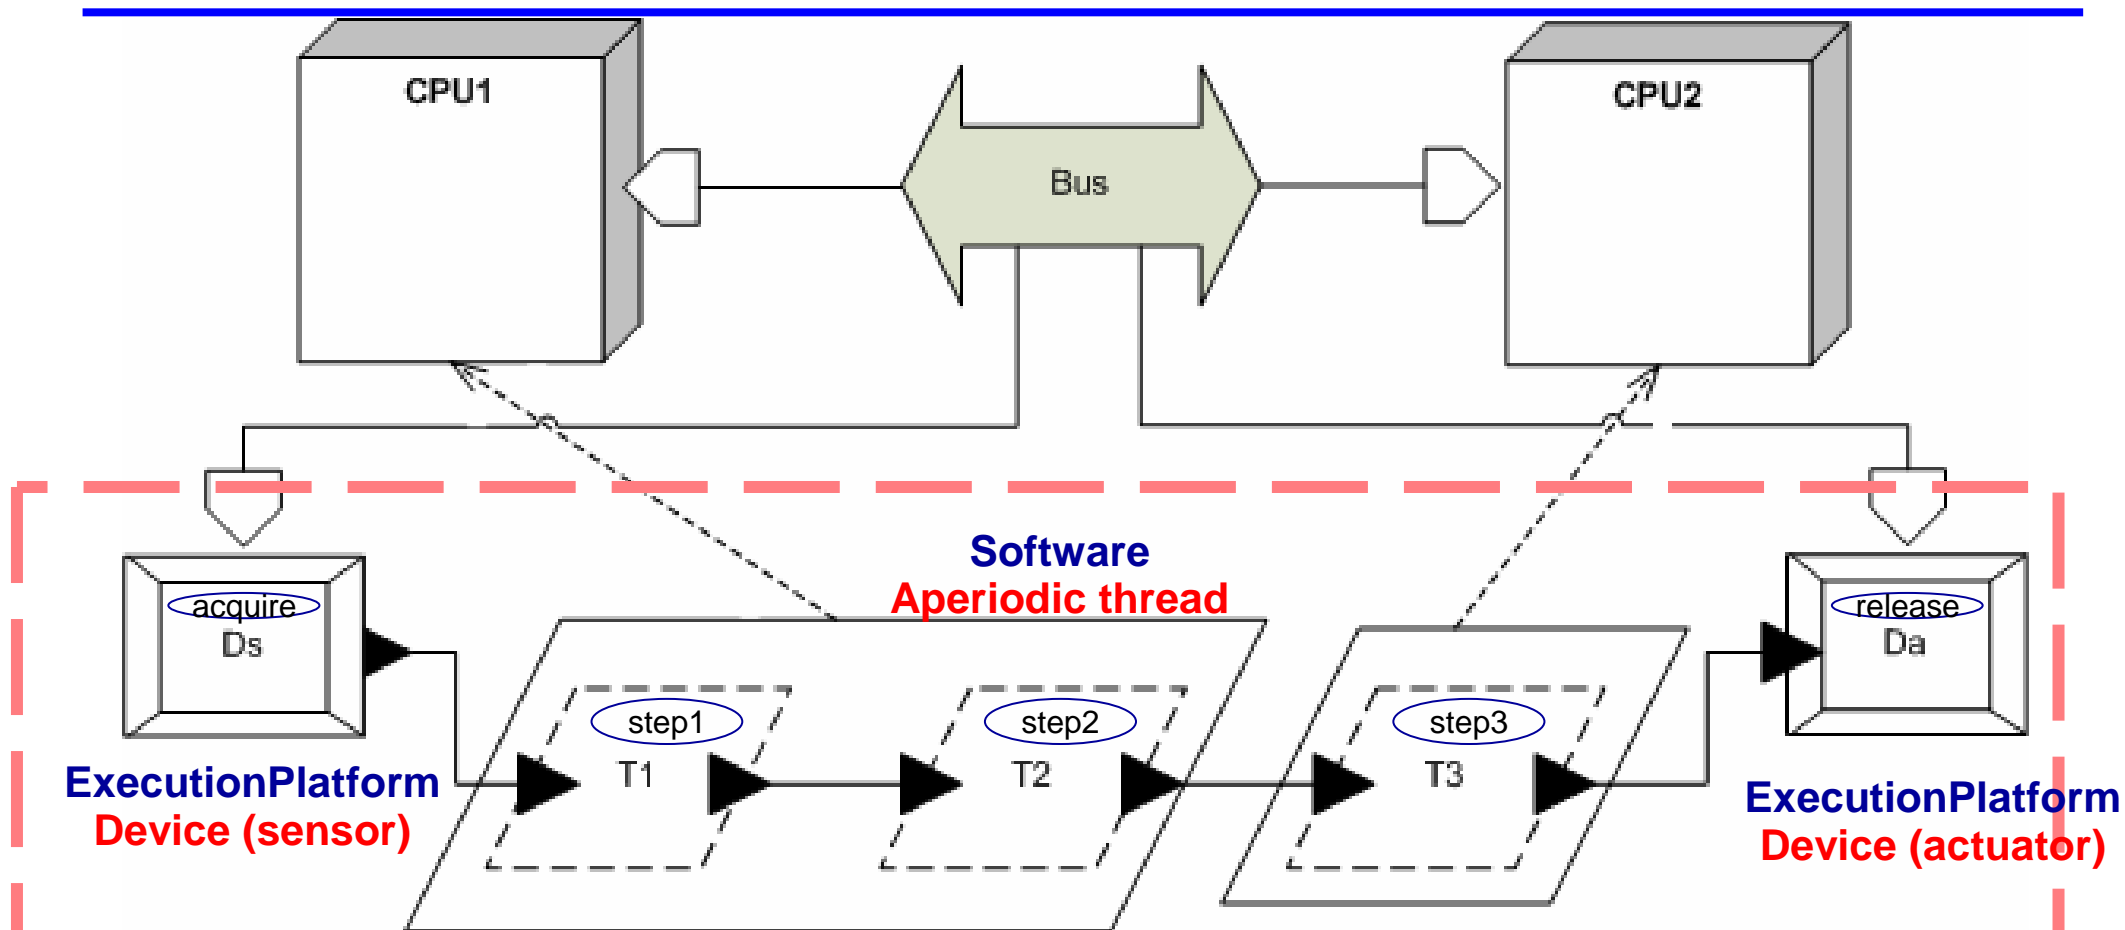 CPU1
CPU2
Bus
Software
Aperiodic thread
acquire
Ds
release
Da
step1
T1
step2
T2
step3
T3
ExecutionPlatform
Device (sensor)
ExecutionPlatform
Device (actuator)